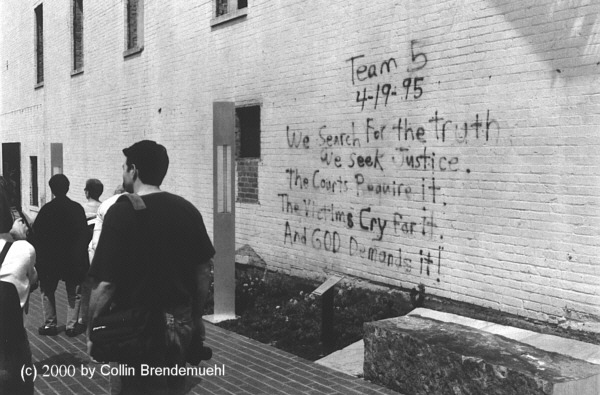 Team 5
4-19-95
We Search For the truth
We seek Justice.
The Courts Require it.
The Victims Cry for it.
And GOD Demands it!
(c) 2000 by Collin Brendemuehl